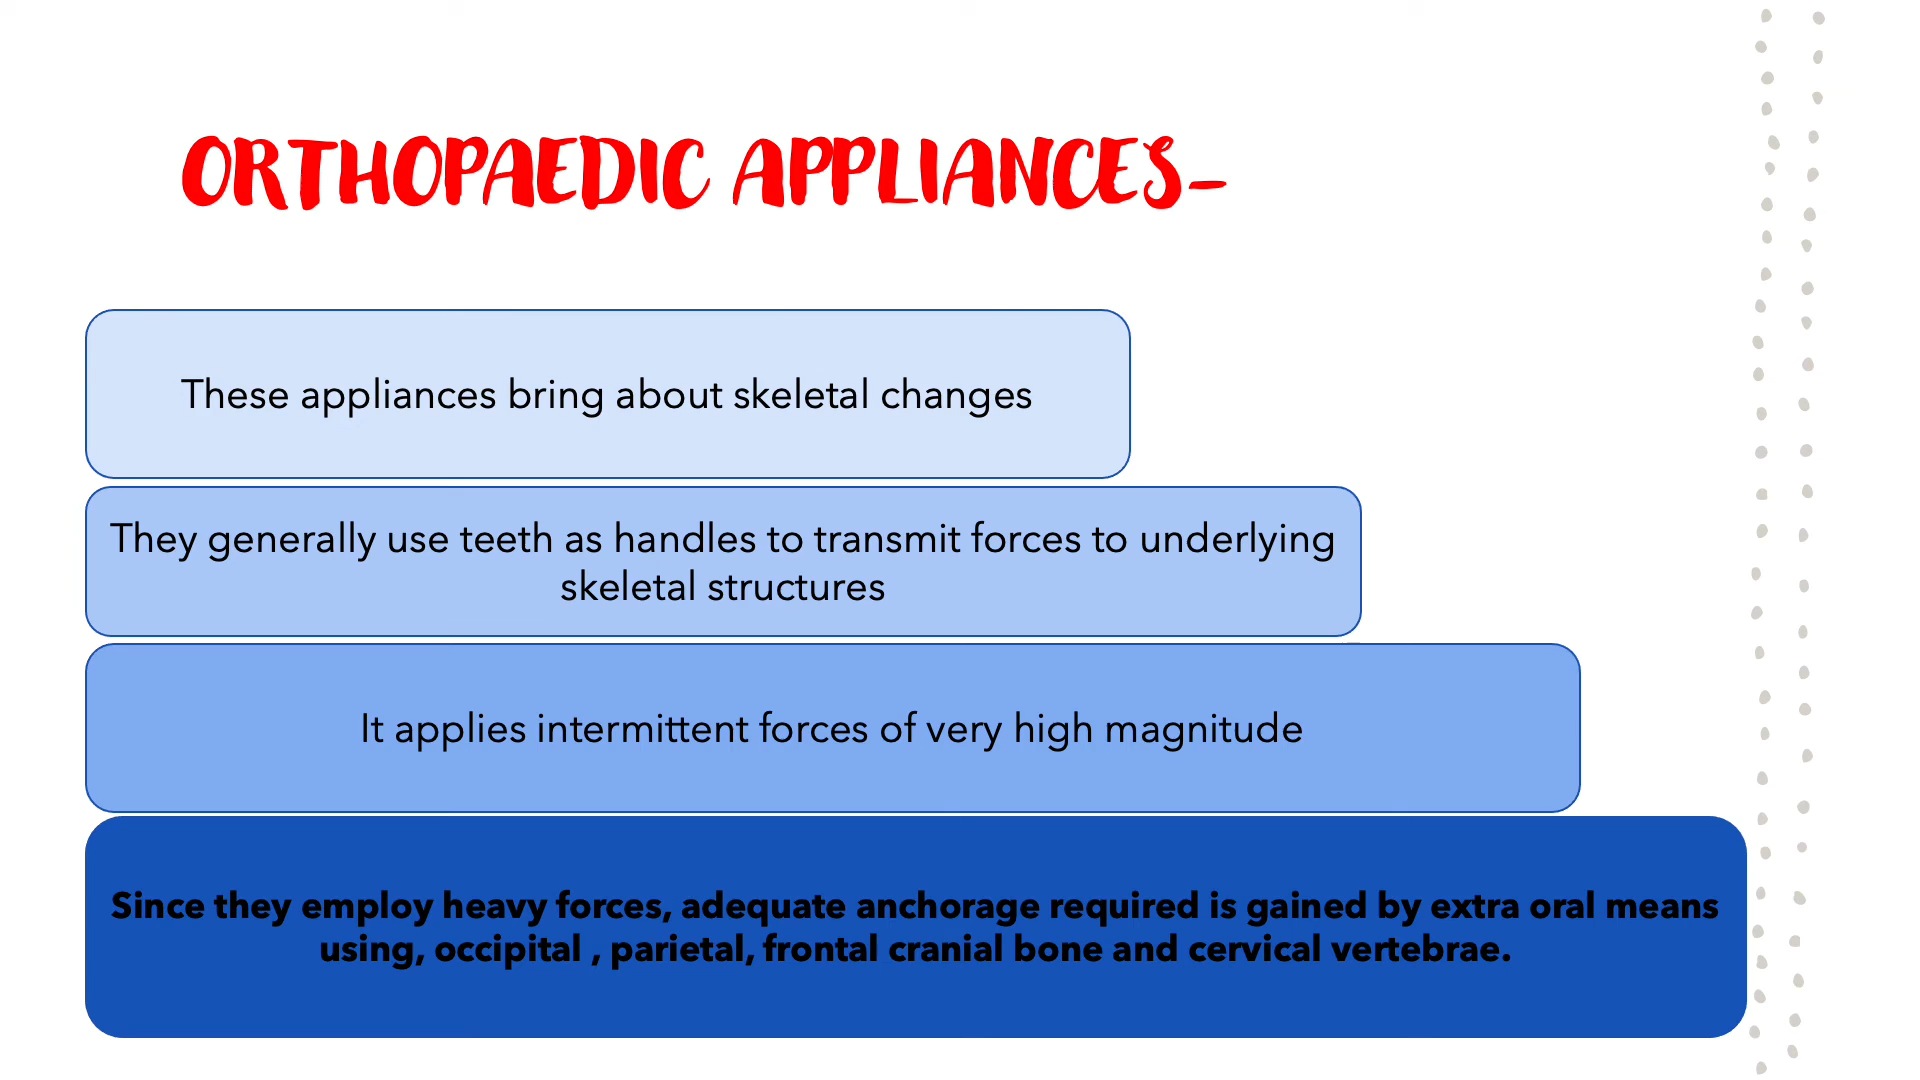 ORTHOPAEDIC APPLIANCES-
These appliances bring about skeletal changes
They generally use teeth as handles to transmit forces to underlying
skeletal structures
It applies intermittent forces of very high magnitude
Since they employ heavy forces, adequate anchorage required is gained by extra oral means
using, occipital , parietal, frontal cranial bone and cervical vertebrae.